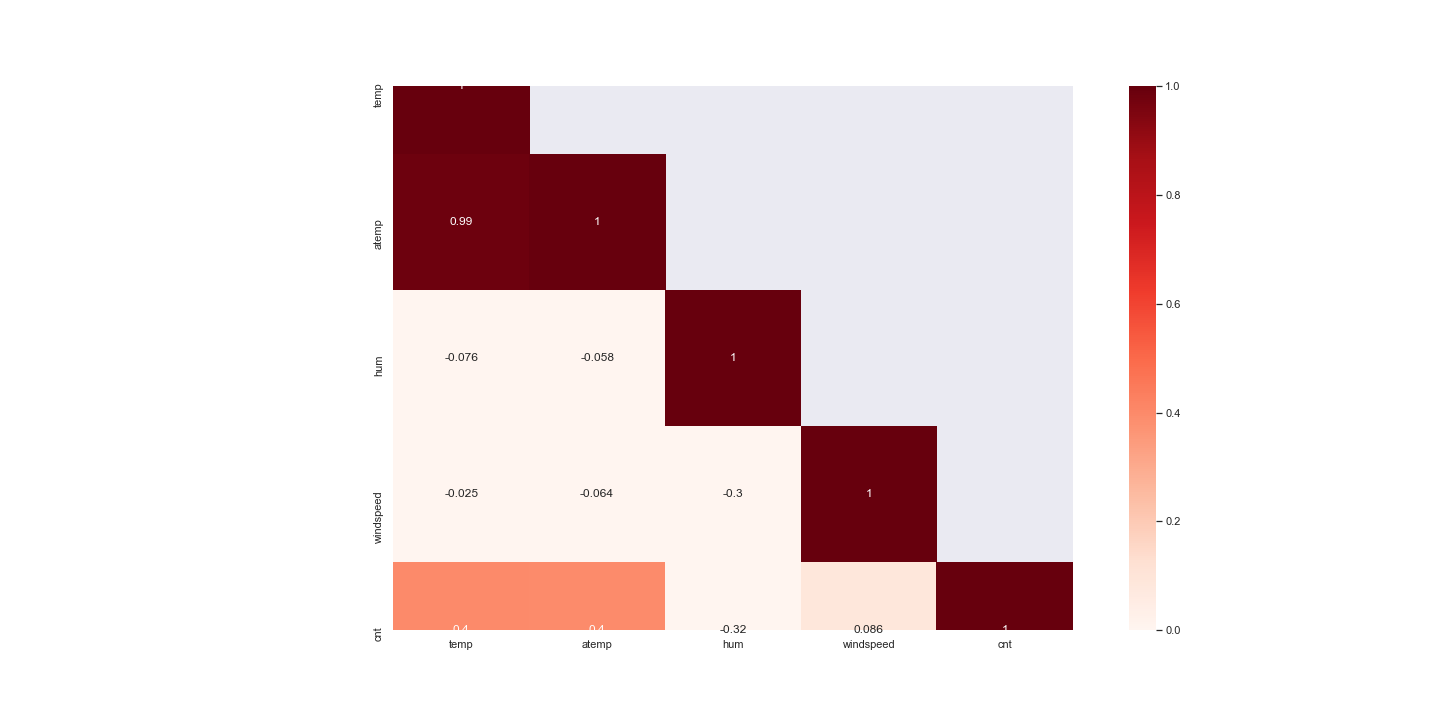 temp
atemp
0.99 1
hum
-0.076 -0.058 1
windspeed
-0.025 -0.064 -0.3 1
cnt
0.4 0.4 -0.32 0.086 1
temp atemp hum windspeed cnt
1.0
0.8
0.6
0.4
0.2
0.0